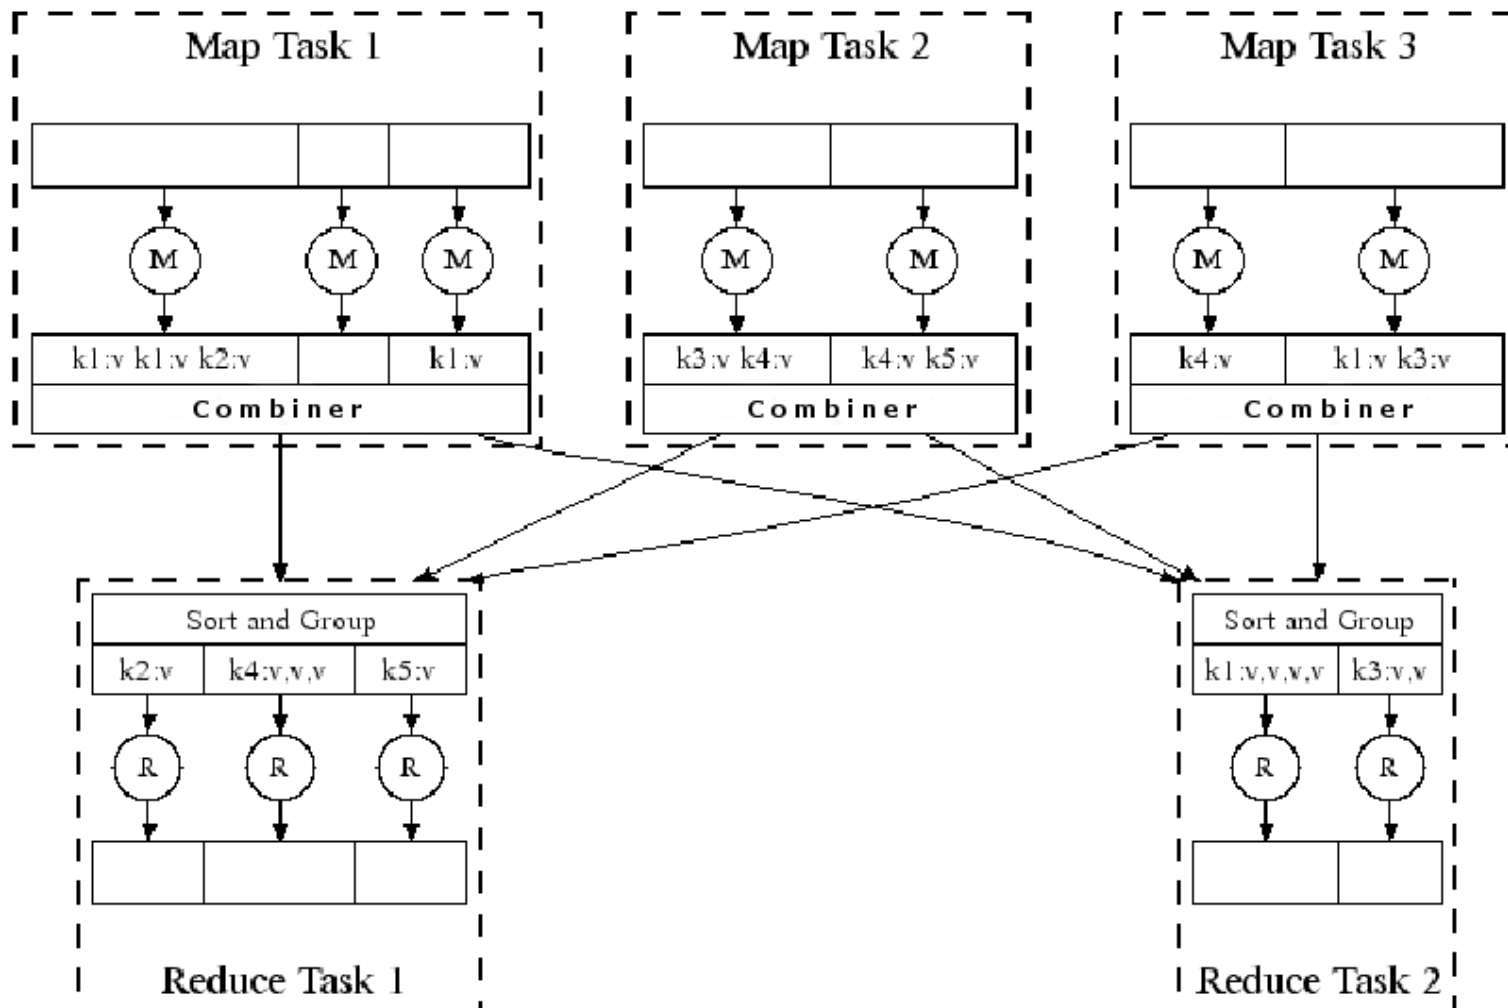 Map Task 1
Map Task 2
Map Task 3
M
M
M
M
M
M
M
k1:v k1:v k2:v
k1:v
k3:v k4:v
k4:v k5:v
k4:v
k1:v k3:v
Combiner
Combiner
Combiner
Sort and Group
Sort and Group
k2:v
k4:v,v,v
k5:v
k1:v,v,v,v
k3:v,v
R
R
R
R
R
Reduce Task 1
Reduce Task 2